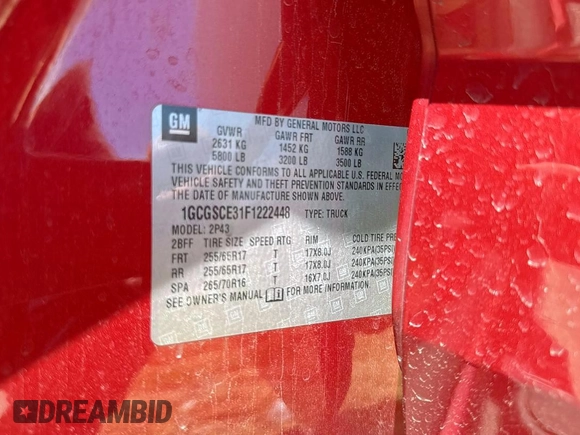 GM
MFD BY GENERAL MOTORS LLC
GVWR GAWR FRT GAWR RR
2631 KG 1452 KG 1588 KG
5800 LB 3200 LB 3500 LB
THIS VEHICLE CONFORMS TO ALL APPLICABLE U.S. FEDERAL M
VEHICLE SAFETY AND THEFT PREVENTION STANDARDS IN EFFE
THE DATE OF MANUFACTURE SHOWN ABOVE.
1GCGSCE31F1222448 TYPE: TRUCK
MODEL: 2P43
2BFF TIRE SIZE SPEED RTG RIM COLD TIRE PRE
FRT 255/65R17 T 17X8.0J 240KPA(35PSI)
RR 255/65R17 T 17X8.0J 240KPA(35PSI
SPA 265/70R16 T 16X7.0J 240KPA(35PSI
SEE OWNER'S MANUAL FOR MORE INFORMATION.
DREAMBID